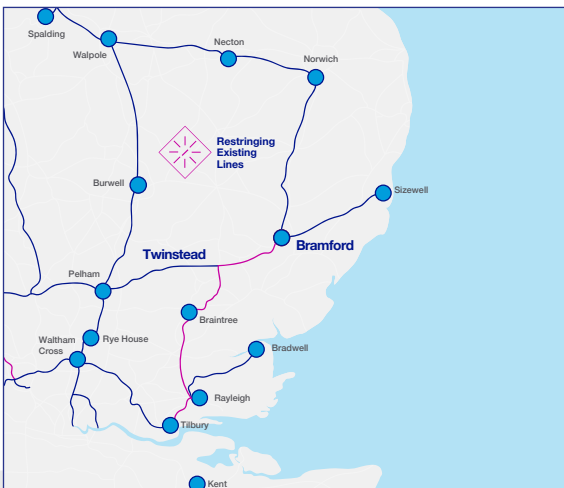 Spalding
Walpole
Necton
Norwich
Restringing
Existing
Lines
Burwell
Sizewell
Twinstead
Bramford
Pelham
Braintree
Waltham
Cross
Rye House
Bradwell
Rayleigh
Tilbury
Kent